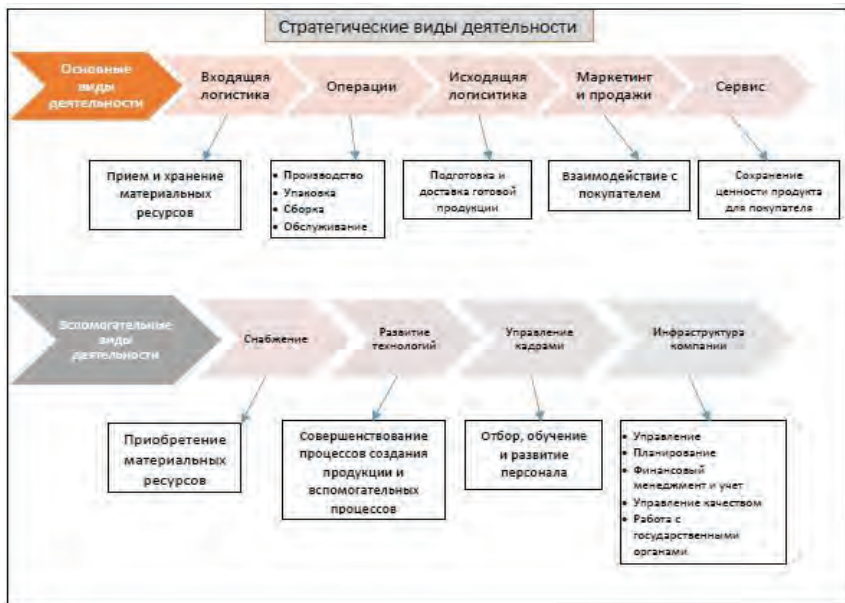 Стратегические виды деятельности
Основные
виды
деятельности
Входящая
логистика
Операции
Исходящая
логиситика
Маркетинг
и продажи
Сервис
Прием и хранение
материальных
ресурсов
• Производство
• Упаковка
• Сборка
• Обслуживание
Подготовка и
доставка готовой
продукции
Взаимодействие с
покупателем
Сохранение
ценности продукта
для покупателя
Вспомогательные
виды
деятельности
Снабжение
Развитие
технологий
Управление
кадрами
Инфраструктура
компании
Приобретение
материальных
ресурсов
Совершенствование
процессов создания
продукции и
вспомогательных
процессов
Отбор, обучение
и развитие
персонала
• Управление
• Планирование
• Финансовый
менеджмент и учет
• Управление качеством
• Работа с
государственными
органами